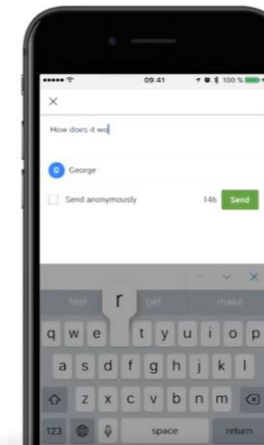 09:41
100 %
How does it wo
G
George
Send anonymously
146
Send
feel
r
get
make
q w e t y u i o p
a s d f g h j k l
z x c v b n m
123
space
return